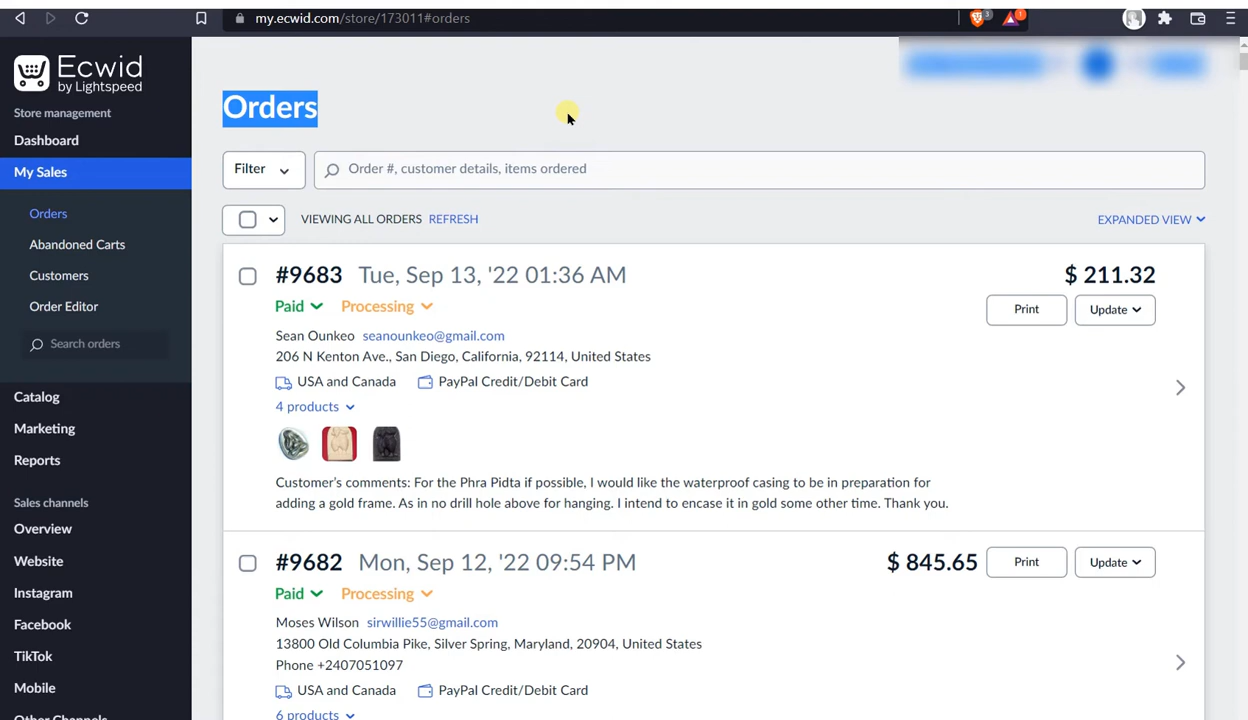 my.ecwid.com/store/173011#orders
3
1
Ecwid
by Lightspeed
Store management
Dashboard
My Sales
Orders
Abandoned Carts
Customers
Order Editor
Search orders
Catalog
Marketing
Reports
Sales channels
Overview
Website
Instagram
Facebook
TikTok
Mobile
Other Channels
Orders
Filter
Order #, customer details, items ordered
VIEWING ALL ORDERS REFRESH
EXPANDED VIEW
#9683 Tue, Sep 13, '22 01:36 AM
$ 211.32
Paid Processing
Print Update
Sean Ounkeo seanounkeo@gmail.com
206 N Kenton Ave., San Diego, California, 92114, United States
USA and Canada PayPal Credit/Debit Card
4 products
Customer's comments: For the Phra Pidta if possible, I would like the waterproof casing to be in preparation for
adding a gold frame. As in no drill hole above for hanging. I intend to encase it in gold some other time. Thank you.
#9682 Mon, Sep 12, '22 09:54 PM
$ 845.65 Print Update
Paid Processing
Moses Wilson sirwillie55@gmail.com
13800 Old Columbia Pike, Silver Spring, Maryland, 20904, United States
Phone +2407051097
USA and Canada PayPal Credit/Debit Card
6 products